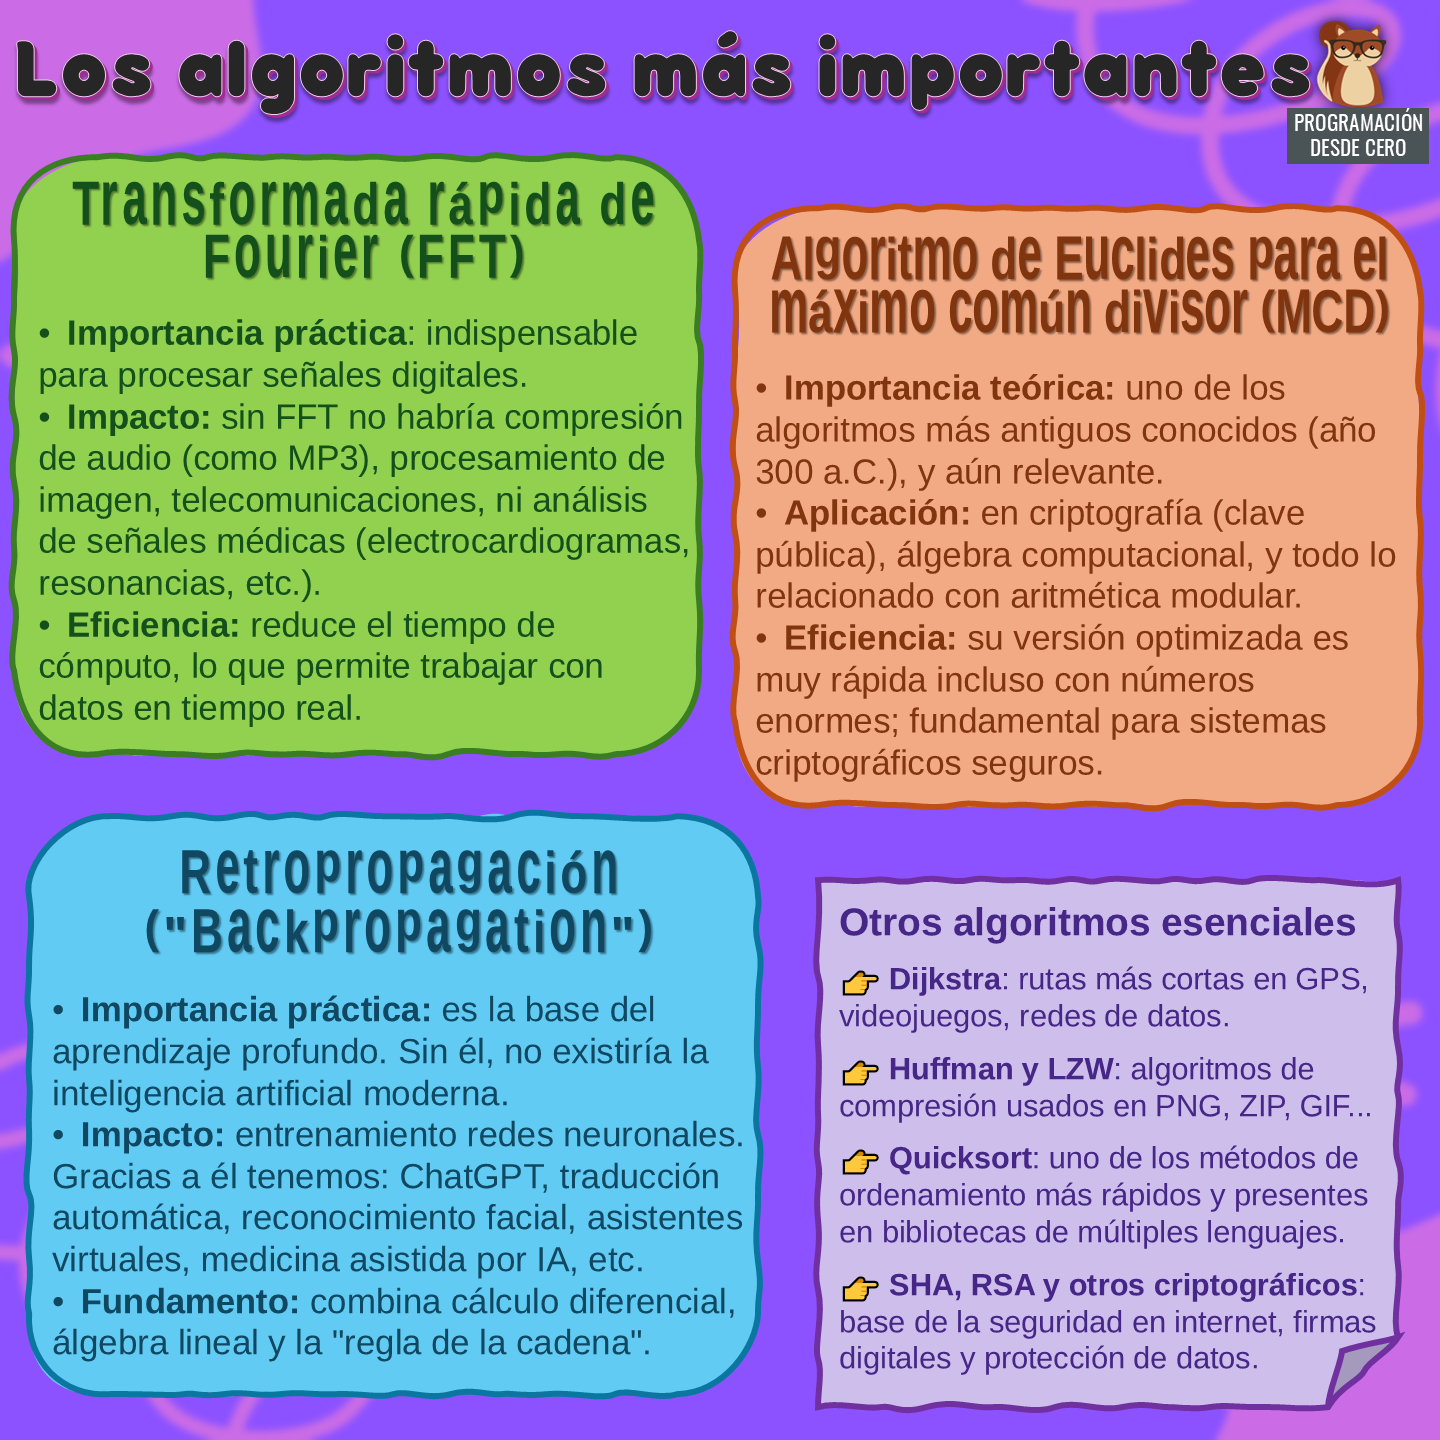 Los algoritmos más importantes
PROGRAMACIÓN
DESDE CERO
Transformada rápida de
Fourier (FFT)
• Importancia práctica: indispensable
para procesar señales digitales.
• Impacto: sin FFT no habría compresión
de audio (como MP3), procesamiento de
imagen, telecomunicaciones, ni análisis
de señales médicas (electrocardiogramas,
resonancias, etc.).
• Eficiencia: reduce el tiempo de
cómputo, lo que permite trabajar con
datos en tiempo real.
Algoritmo de Euclides para el
máximo común divisor (MCD)
• Importancia teórica: uno de los
algoritmos más antiguos conocidos (año
300 a.C.), y aún relevante.
• Aplicación: en criptografía (clave
pública), álgebra computacional, y todo lo
relacionado con aritmética modular.
• Eficiencia: su versión optimizada es
muy rápida incluso con números
enormes; fundamental para sistemas
criptográficos seguros.
Retropropagación
("Backpropagation")
• Importancia práctica: es la base del
aprendizaje profundo. Sin él, no existiría la
inteligencia artificial moderna.
• Impacto: entrenamiento redes neuronales.
Gracias a él tenemos: ChatGPT, traducción
automática, reconocimiento facial, asistentes
virtuales, medicina asistida por IA, etc.
• Fundamento: combina cálculo diferencial,
álgebra lineal y la "regla de la cadena".
Otros algoritmos esenciales
👉 Dijkstra: rutas más cortas en GPS,
videojuegos, redes de datos.
👉 Huffman y LZW: algoritmos de
compresión usados en PNG, ZIP, GIF...
👉 Quicksort: uno de los métodos de
ordenamiento más rápidos y presentes
en bibliotecas de múltiples lenguajes.
👉 SHA, RSA y otros criptográficos:
base de la seguridad en internet, firmas
digitales y protección de datos.